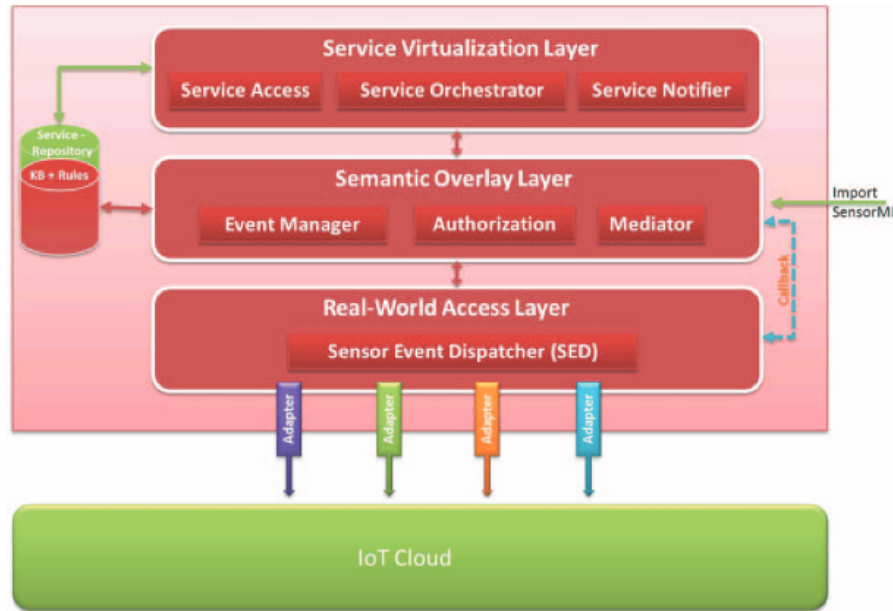 Service Virtualization Layer
Service Access
Service Orchestrator
Service Notifier
Service -
Repository
KB + Rules
Semantic Overlay Layer
Event Manager
Authorization
Mediator
Import
SensorML
Callback
Real-World Access Layer
Sensor Event Dispatcher (SED)
Adapter
Adapter
Adapter
Adapter
IoT Cloud